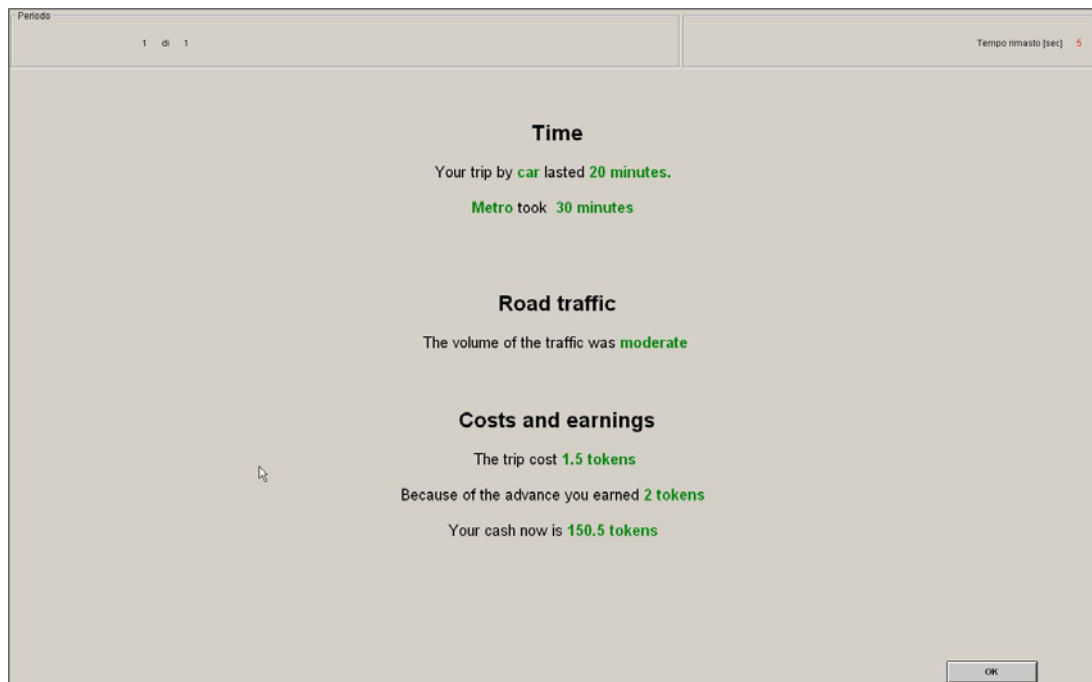 Periodo
1 di 1
Tempo rimasto [sec] 5
Time
Your trip by car lasted 20 minutes.
Metro took 30 minutes
Road traffic
The volume of the traffic was moderate
Costs and earnings
The trip cost 1.5 tokens
Because of the advance you earned 2 tokens
Your cash now is 150.5 tokens
OK